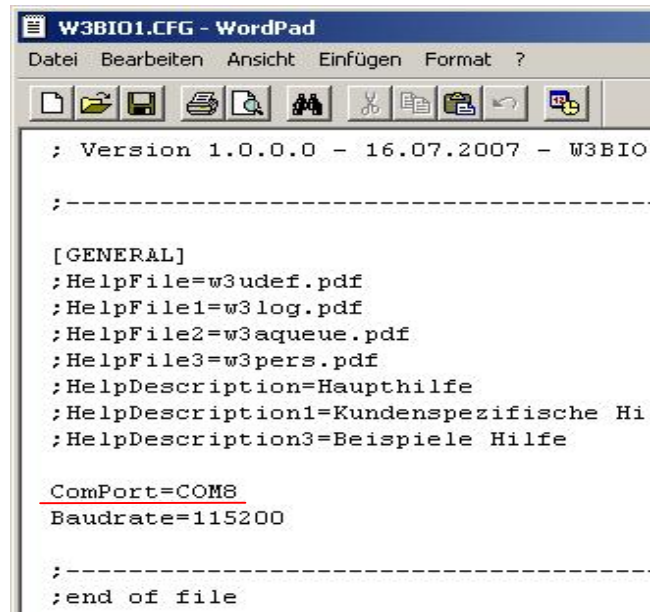 W3BIO1.CFG - WordPad
Datei Bearbeiten Ansicht Einfügen Format ?
; Version 1.0.0.0 - 16.07.2007 - W3BIO
;----------------------------------------
[GENERAL]
;HelpFile=w3udef.pdf
;HelpFile1=w3log.pdf
;HelpFile2=w3aqueue.pdf
;HelpFile3=w3pers.pdf
;HelpDescription=Haupthilfe
;HelpDescription1=Kundenspezifische Hi
;HelpDescription3=Beispiele Hilfe
ComPort=COM8
Baudrate=115200
;----------------------------------------
;end of file